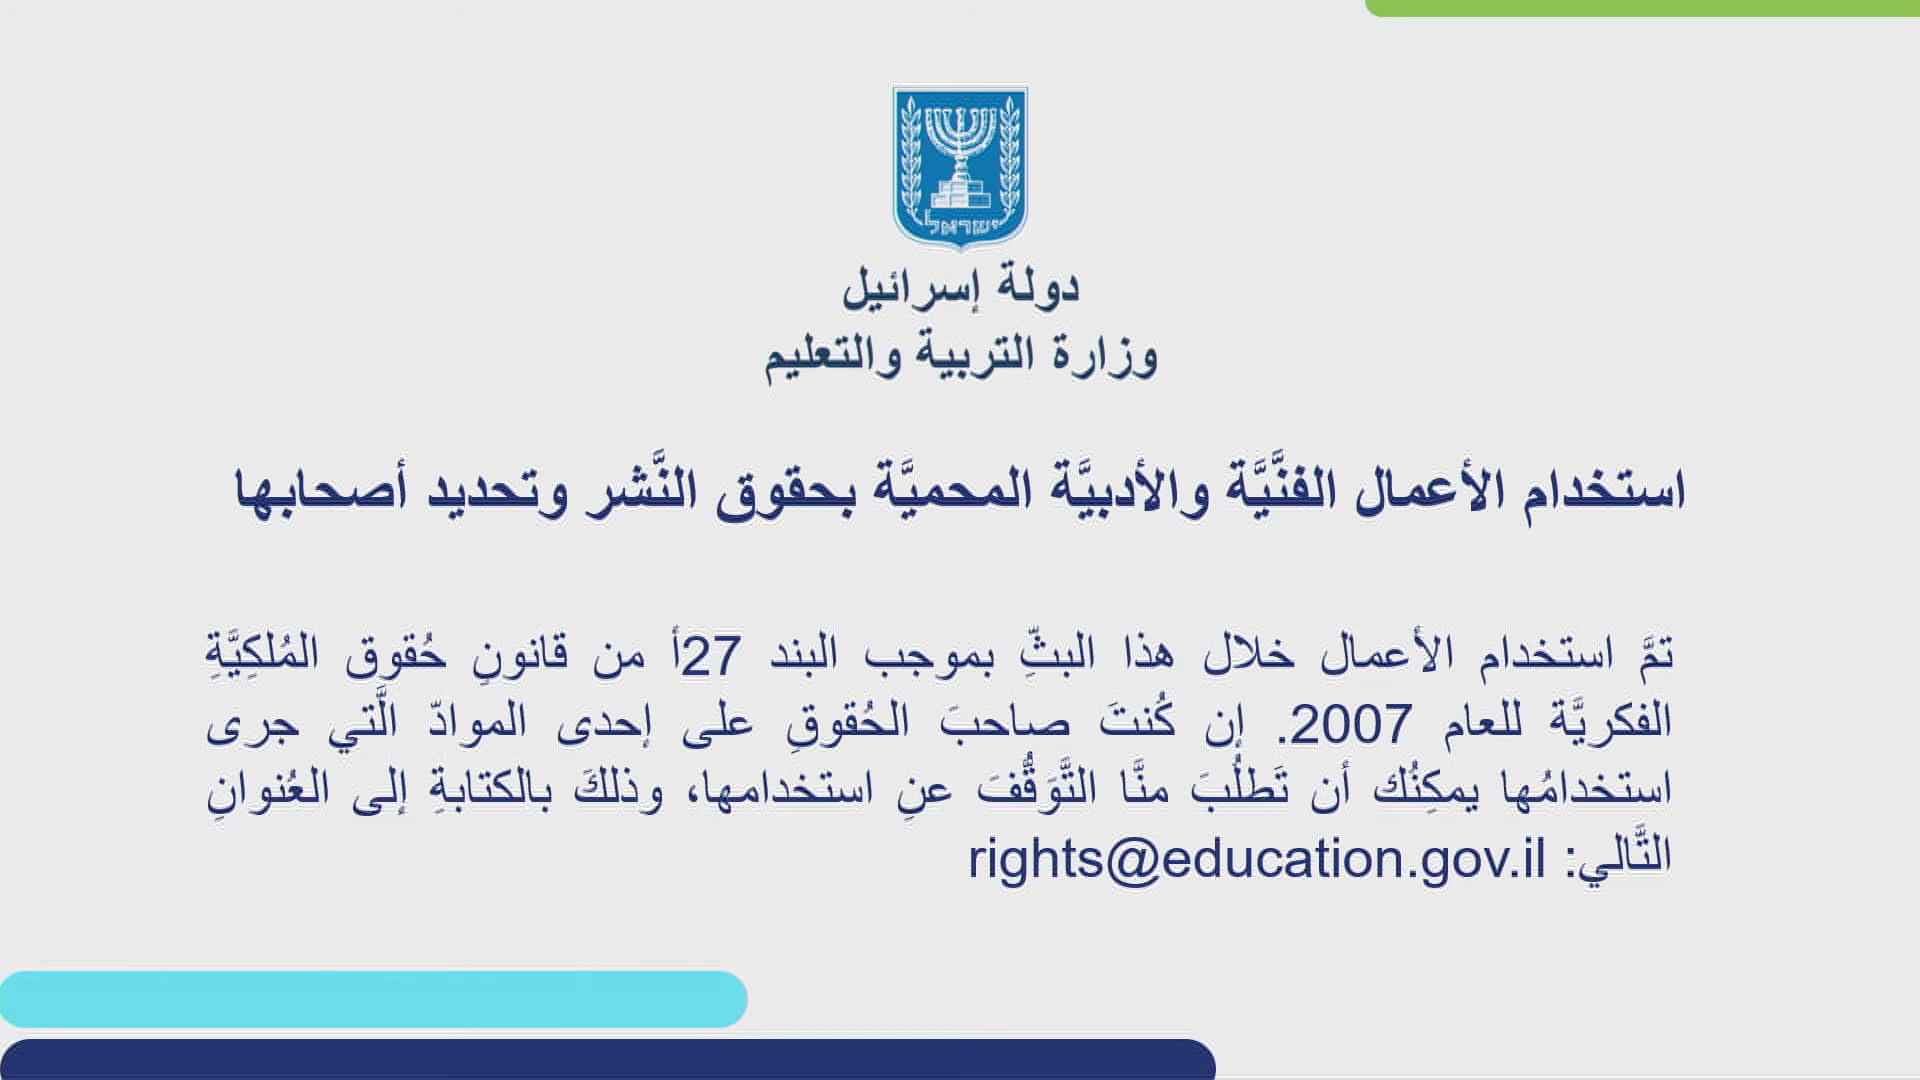 ישראל
دولة إسرائيل
وزارة التربية والتعليم
استخدام الأعمال الفنَّيَّة والأدبيَّة المحميَّة بحقوق النَّشر وتحديد أصحابها
تمَّ استخدام الأعمال خلال هذا البثِّ بموجب البند 27أ من قانونٍ حُقوق المُلكِيَّةِ
الفكريَّة للعام 2007. إن كُنتَ صاحبَ الحُقوقِ على إحدى الموادّ الَّتي جرى
استخدامُها يمكِنُك أن تَطلُبَ منَّا التَّوَقُّفَ عنِ استخدامها، وذلكَ بالكتابةِ إلى العُنوانِ
التَّالي: rights@education.gov.il